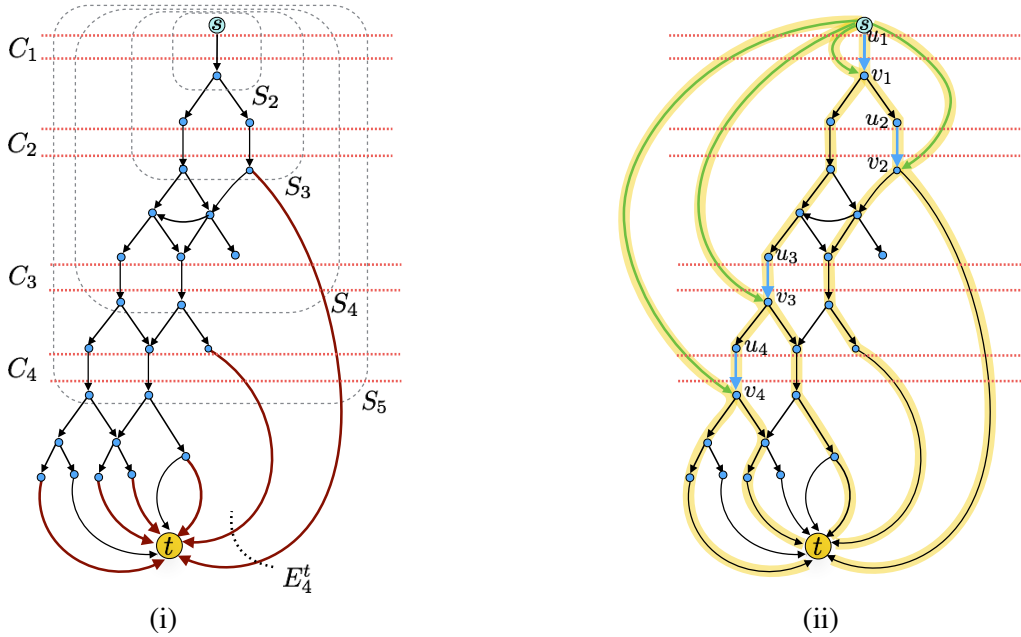 s
C₁
S₂
C₂
S₃
C₃
S₄
C₄
S₅
t
E₄ᵗ
(i)
s
u₁
v₁
u₂
v₂
u₃
v₃
u₄
v₄
t
(ii)